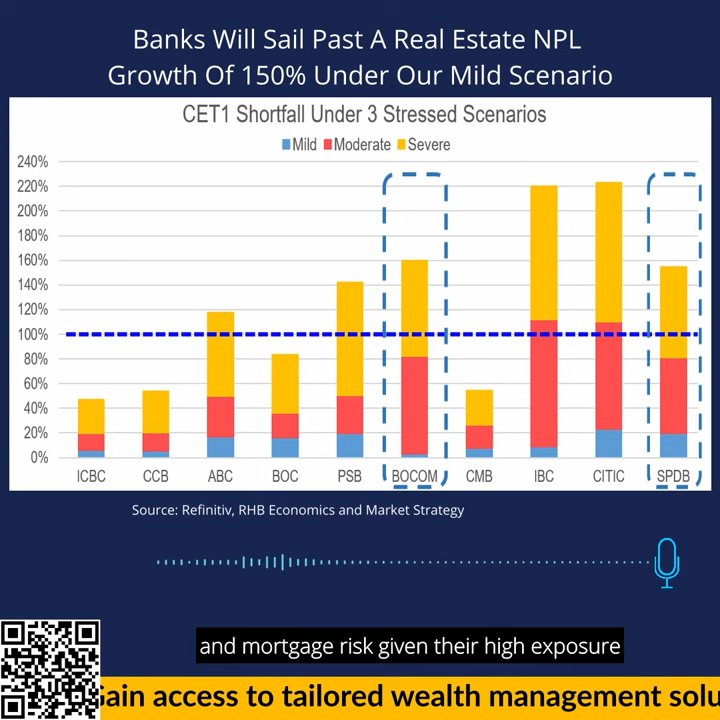 Banks Will Sail Past A Real Estate NPL
Growth Of 150% Under Our Mild Scenario
CET1 Shortfall Under 3 Stressed Scenarios
Mild Moderate Severe
240%
220%
200%
180%
160%
140%
120%
100%
80%
60%
40%
20%
0%
ICBC CCB ABC BOC PSB BOCOM CMB IBC CITIC SPDB
Source: Refinitiv, RHB Economics and Market Strategy
and mortgage risk given their high exposure
Gain access to tailored wealth management solu